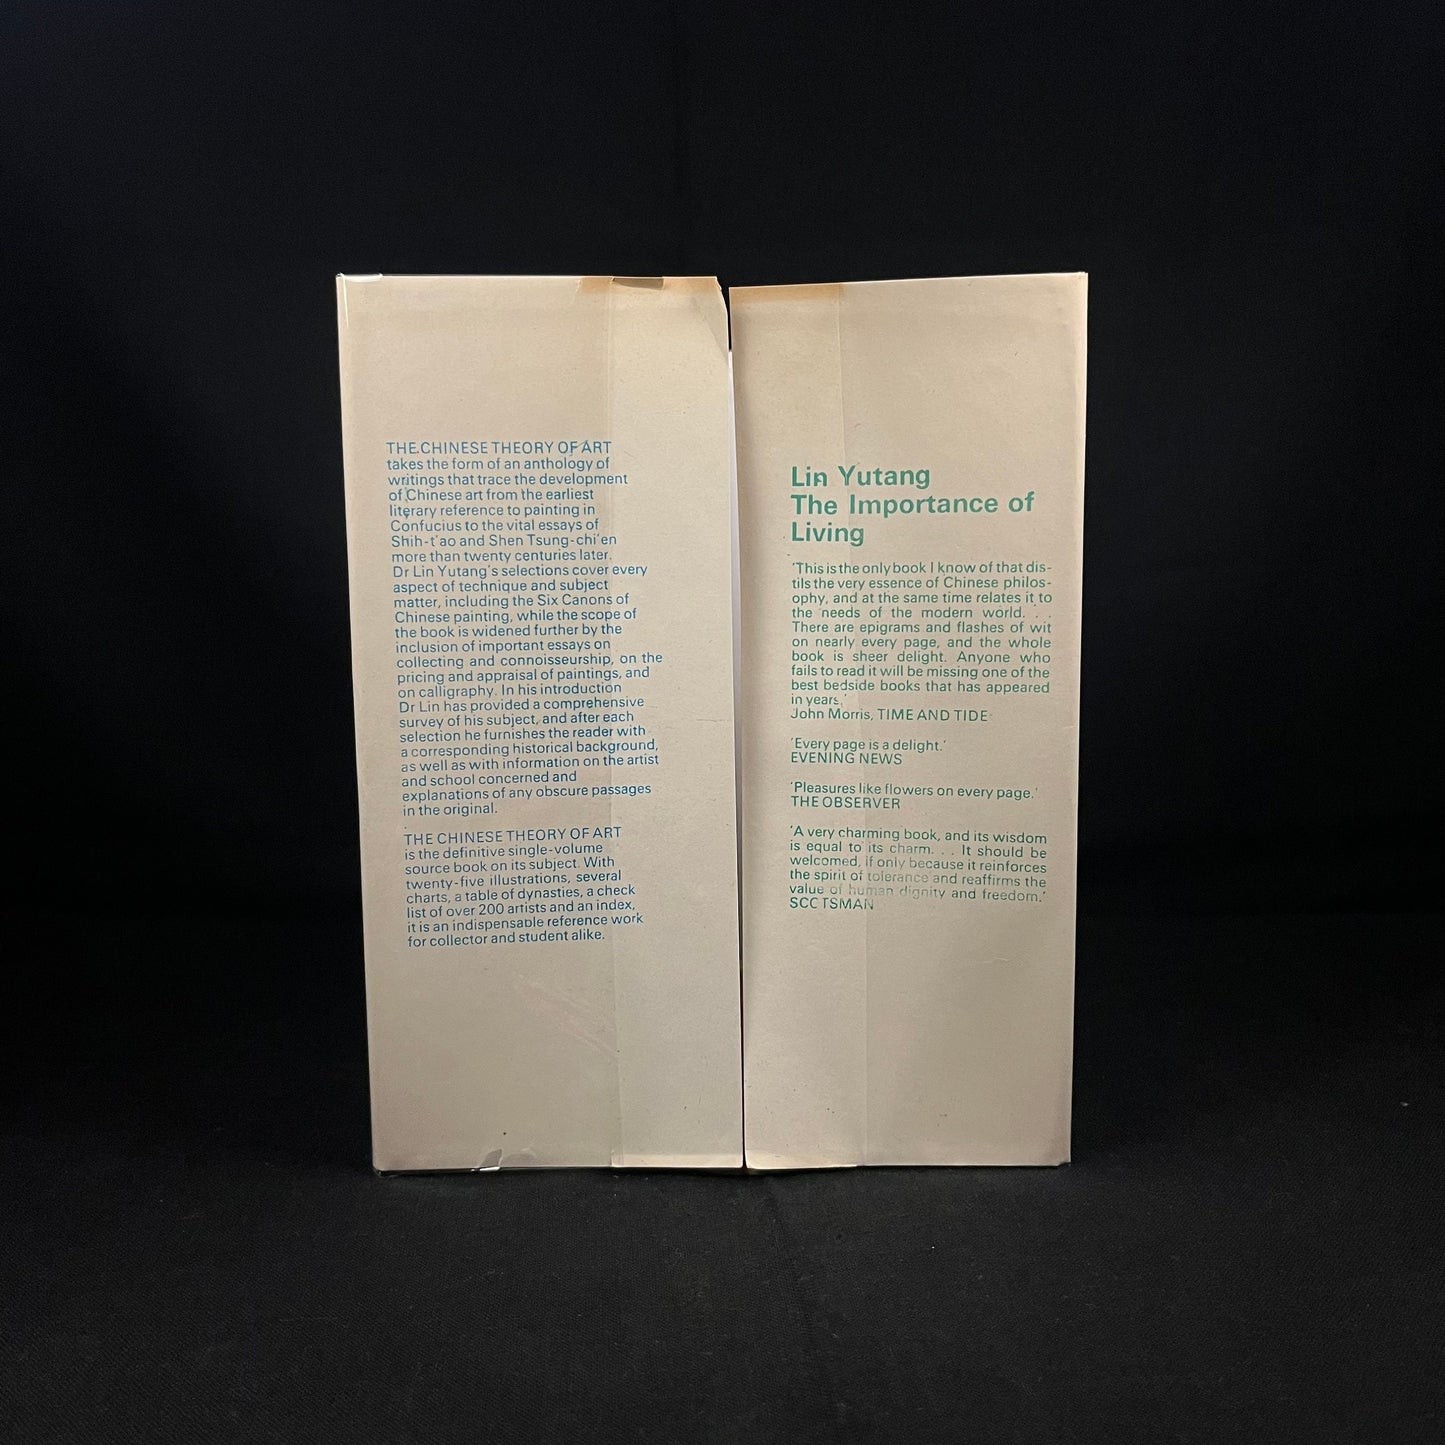 THE CHINESE THEORY OF ART
takes the form of an anthology of
writings that trace the development
of Chinese art from the earliest
literary reference to painting in
Confucius to the vital essays of
Shih-t'ao and Shen Tsung-chi'en
more than twenty centuries later.
Dr Lin Yutang's selections cover every
aspect of technique and subject
matter, including the Six Canons of
Chinese painting, while the scope of
the book is widened further by the
inclusion of important essays on
collecting and connoisseurship, on the
pricing and appraisal of paintings, and
on calligraphy. In his introduction
Dr Lin has provided a comprehensive
survey of his subject, and after each
selection he furnishes the reader with
a corresponding historical background,
as well as with information on the artist
and school concerned and
explanations of any obscure passages
in the original.
THE CHINESE THEORY OF ART
is the definitive single-volume
source book on its subject. With
twenty-five illustrations, several
charts, a table of dynasties, a check
list of over 200 artists and an index,
it is an indispensable reference work
for collector and student alike.
Lin Yutang
The Importance of
Living
'This is the only book I know of that dis-
tils the very essence of Chinese philos-
ophy, and at the same time relates it to
the needs of the modern world. . .
There are epigrams and flashes of wit
on nearly every page, and the whole
book is sheer delight. Anyone who
fails to read it will be missing one of the
best bedside books that has appeared
in years.'
John Morris, TIME AND TIDE
'Every page is a delight.'
EVENING NEWS
'Pleasures like flowers on every page.'
THE OBSERVER
'A very charming book, and its wisdom
is equal to its charm. . . It should be
welcomed, if only because it reinforces
the spirit of tolerance and reaffirms the
value of human dignity and freedom.'
SCOTSMAN